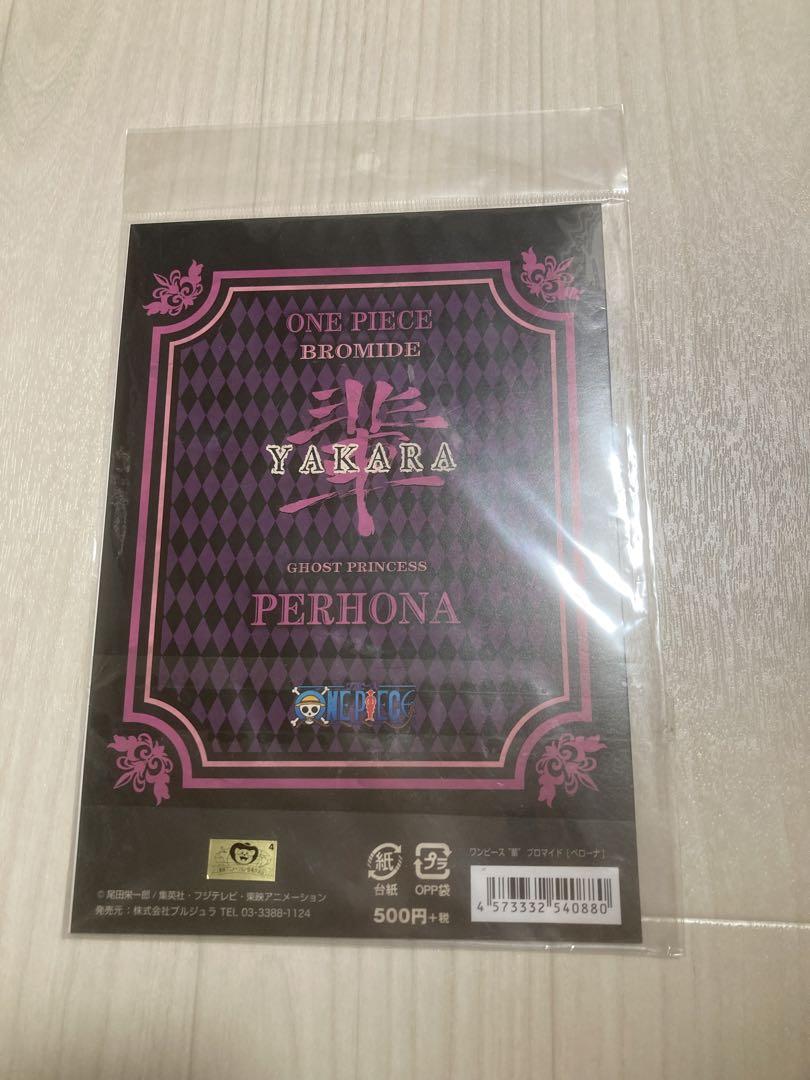 ONE PIECE
BROMIDE
輩
YAKARA
GHOST PRINCESS
PERHONA
ONE PIECE
4
紙
台紙
プラ
OPP袋
500円+税
ワンピース "輩" ブロマイド [ペローナ]
4 573332 540880
© 尾田栄一郎 / 集英社・フジテレビ・東映アニメーション
発売元：株式会社ブルジュラ TEL 03-3388-1124